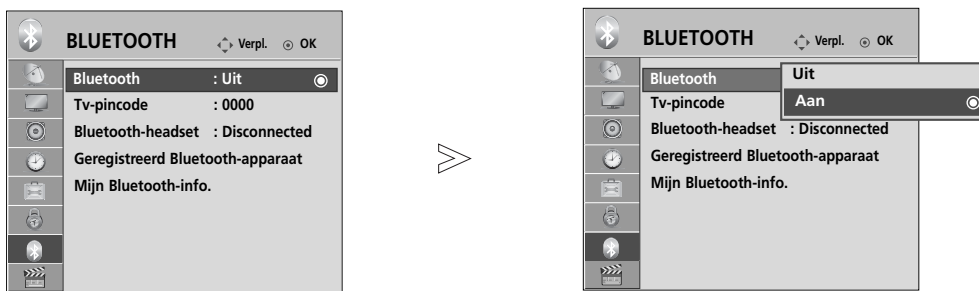 BLUETOOTH Verpl. OK
Bluetooth : Uit
Tv-pincode : 0000
Bluetooth-headset : Disconnected
Geregistreerd Bluetooth-apparaat
Mijn Bluetooth-info.
BLUETOOTH Verpl. OK
Bluetooth
Uit
Aan
Tv-pincode
Bluetooth-headset : Disconnected
Geregistreerd Bluetooth-apparaat
Mijn Bluetooth-info.